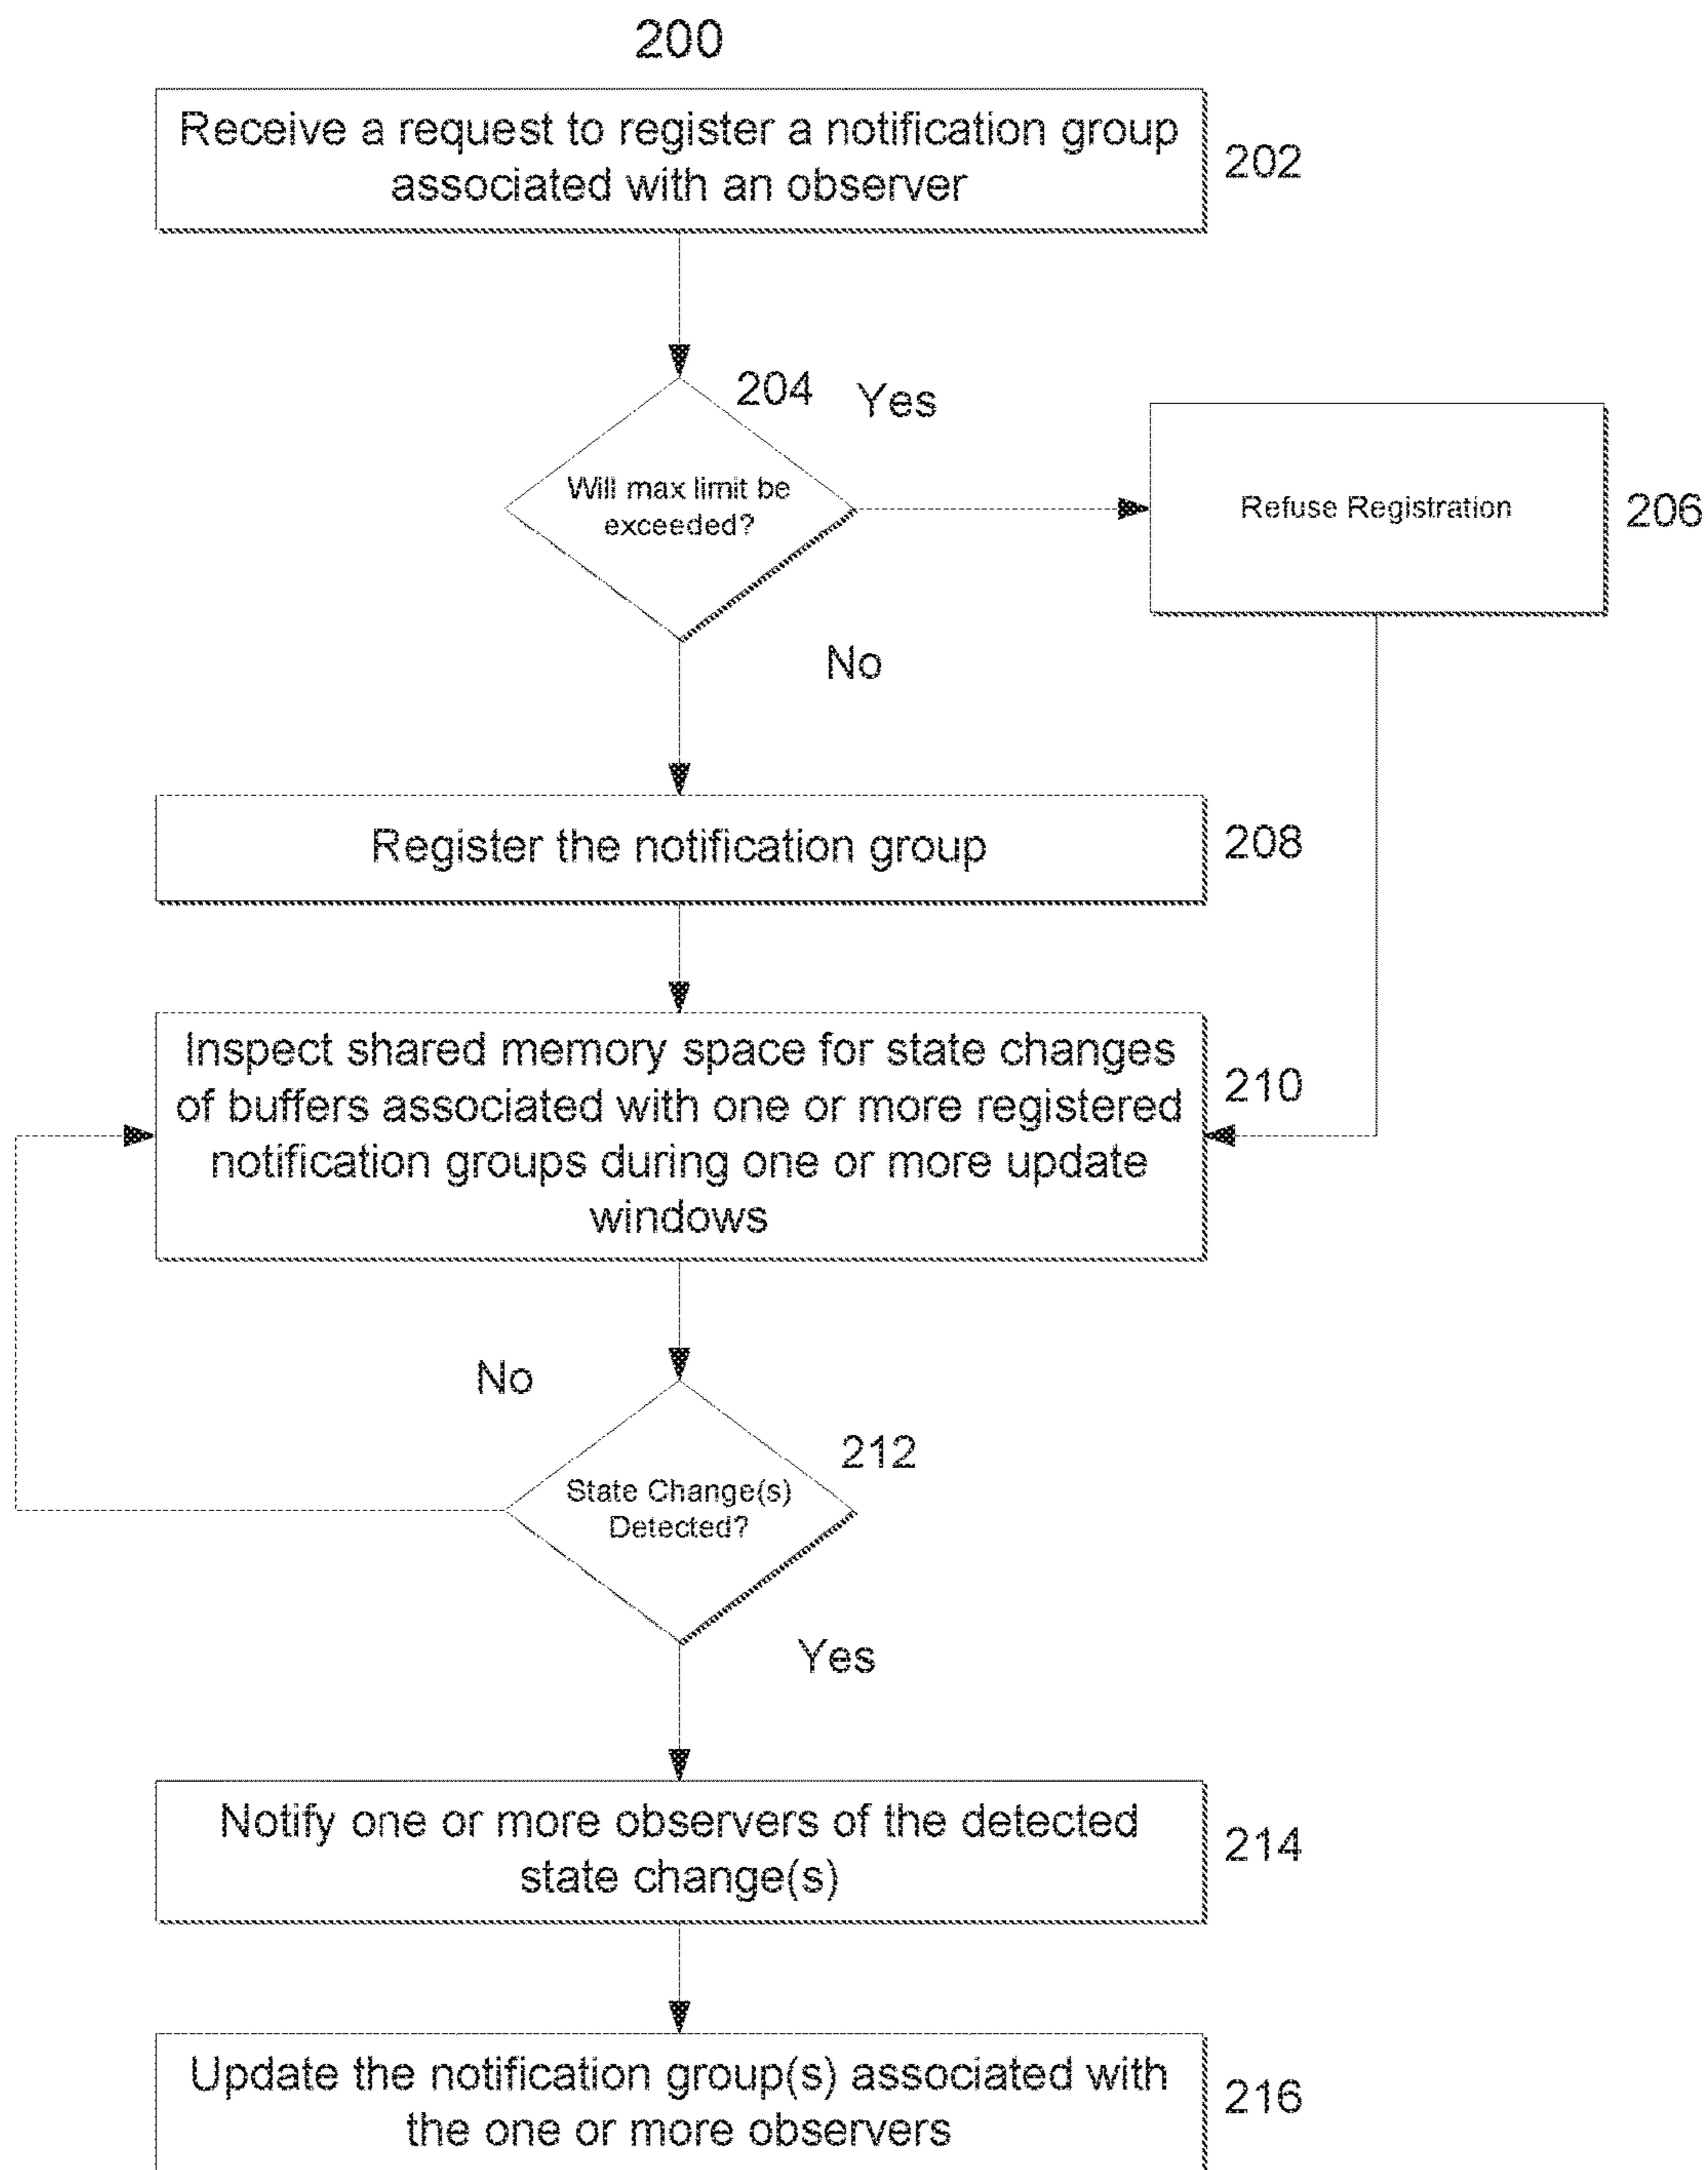 200
Receive a request to register a notification group
associated with an observer
202
204
Yes
Will max limit be
exceeded?
Refuse Registration
206
No
Register the notification group
208
Inspect shared memory space for state changes
of buffers associated with one or more registered
notification groups during one or more update
windows
210
No
212
State Change(s)
Detected?
Yes
Notify one or more observers of the detected
state change(s)
214
Update the notification group(s) associated with
the one or more observers
216